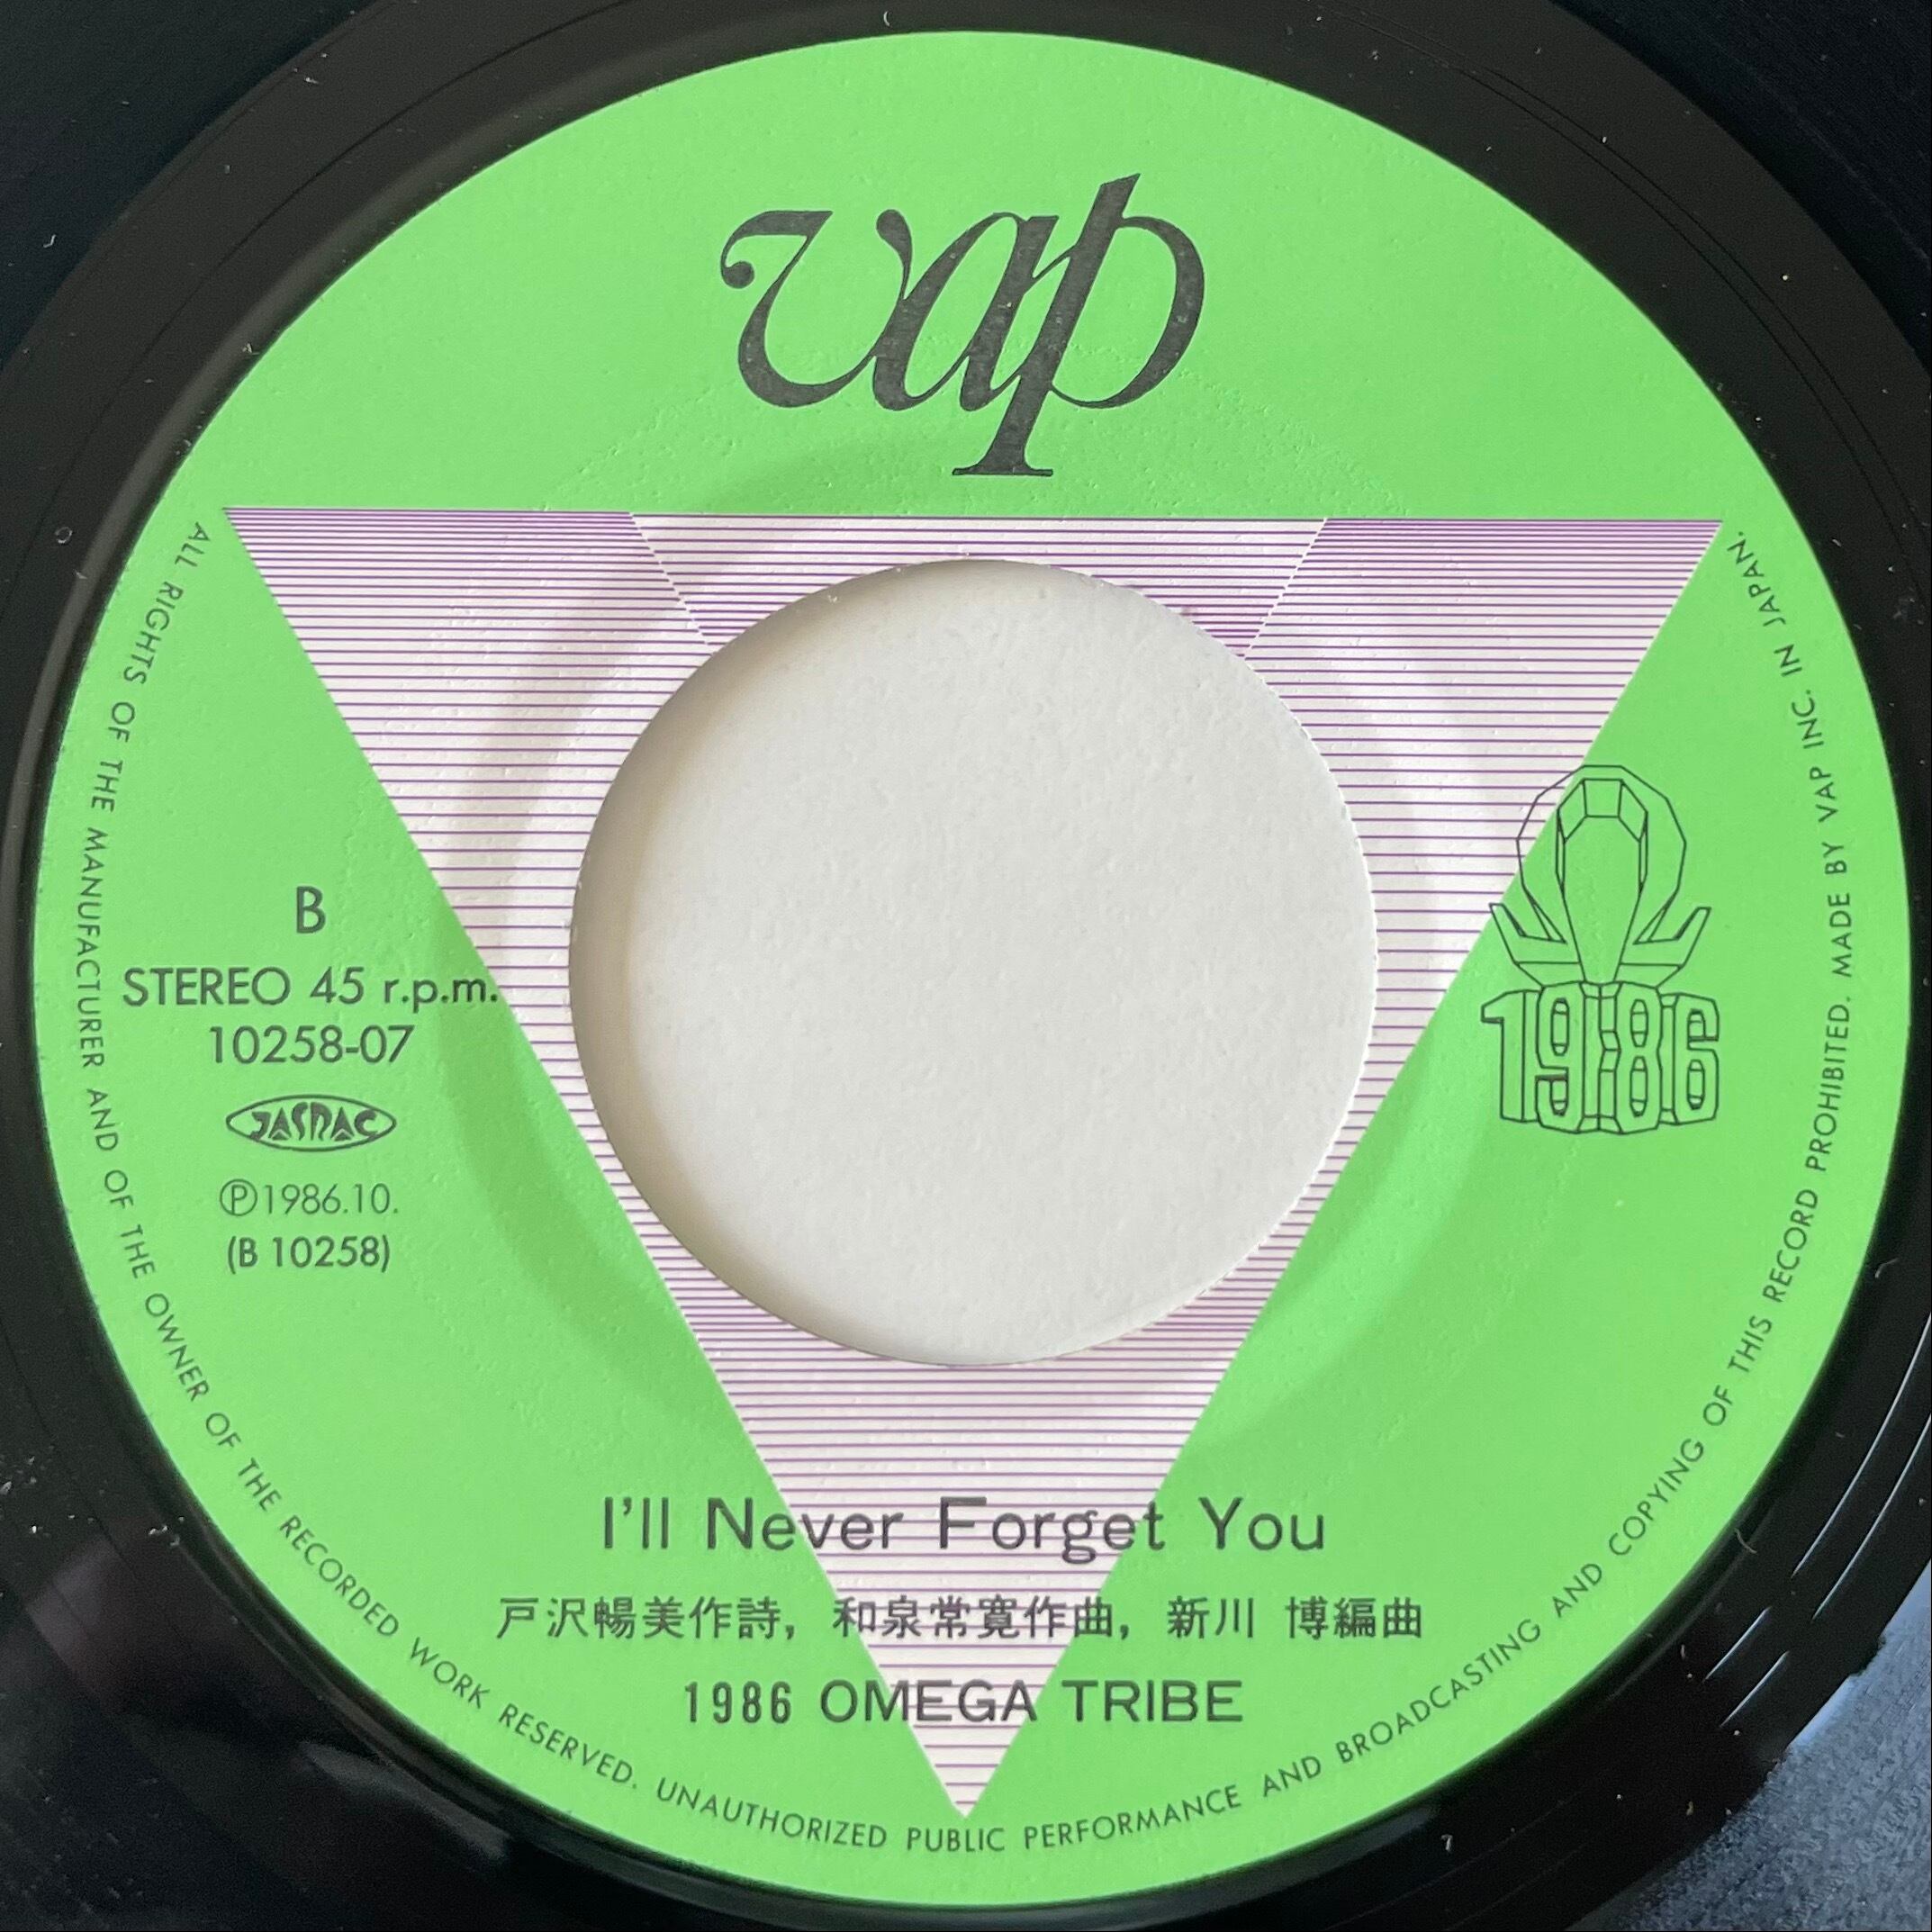 vap
B
STEREO 45 r.p.m.
10258-07
JASRAC
Ⓟ1986.10.
(B 10258)
1986
I'll Never Forget You
戸沢暢美作詩, 和泉常寛作曲, 新川 博編曲
1986 OMEGA TRIBE
ALL RIGHTS OF THE MANUFACTURER AND OF THE OWNER OF THE RECORDED WORK RESERVED. UNAUTHORIZED PUBLIC PERFORMANCE AND BROADCASTING AND COPYING OF THIS RECORD PROHIBITED. MADE BY VAP INC. IN JAPAN.